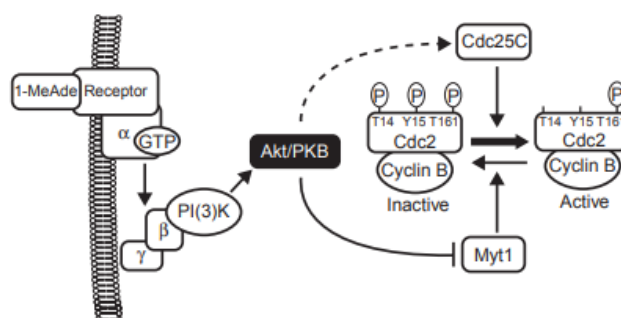 Cdc25C
1-MeAde Receptor
α
GTP
P P P
T14 Y15 T161
Cdc2
Cyclin B
Inactive
P
T14 Y15 T161
Cdc2
Cyclin B
Active
Akt/PKB
PI(3)K
β
γ
Myt1